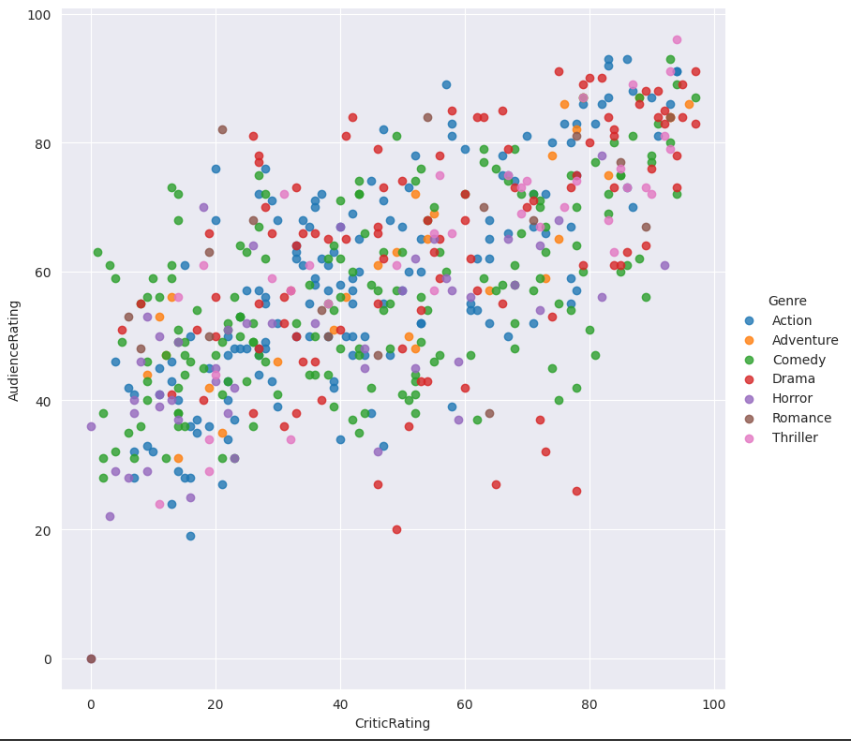 100
80
60
40
20
0
AudienceRating
0 20 40 60 80 100
CriticRating
Genre
Action
Adventure
Comedy
Drama
Horror
Romance
Thriller